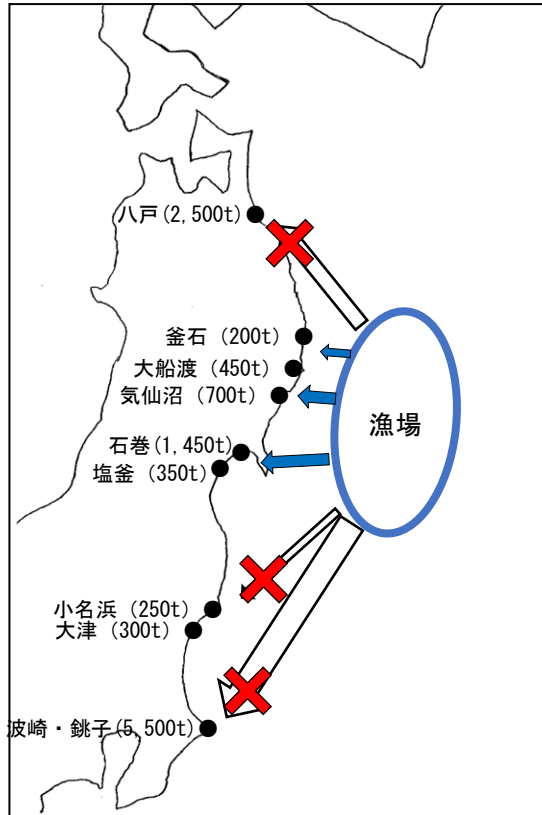 八戸(2,500t)
釜石 (200t)
大船渡 (450t)
気仙沼 (700t)
漁場
石巻(1,450t)
塩釜 (350t)
小名浜 (250t)
大津 (300t)
波崎・銚子(5,500t)